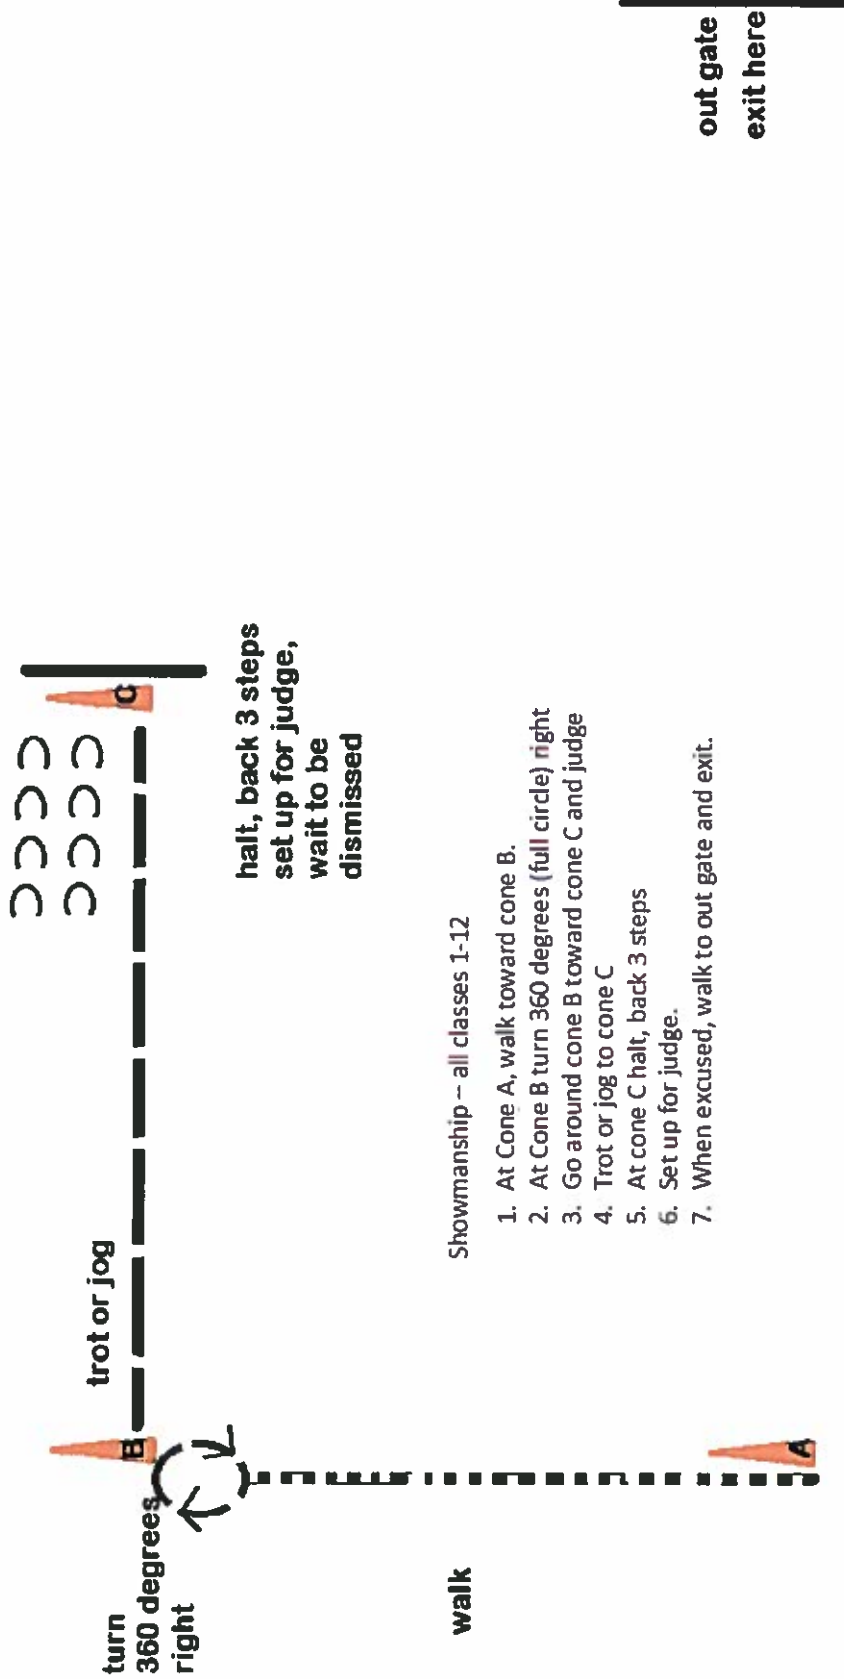 turn
360 degrees
right
B
trot or jog
C
halt, back 3 steps
set up for judge,
wait to be
dismissed
walk
A
Showmanship -- all classes 1-12
1. At Cone A, walk toward cone B.
2. At Cone B turn 360 degrees (full circle) right
3. Go around cone B toward cone C and judge
4. Trot or jog to cone C
5. At cone C halt, back 3 steps
6. Set up for judge.
7. When excused, walk to out gate and exit.
out gate
exit here